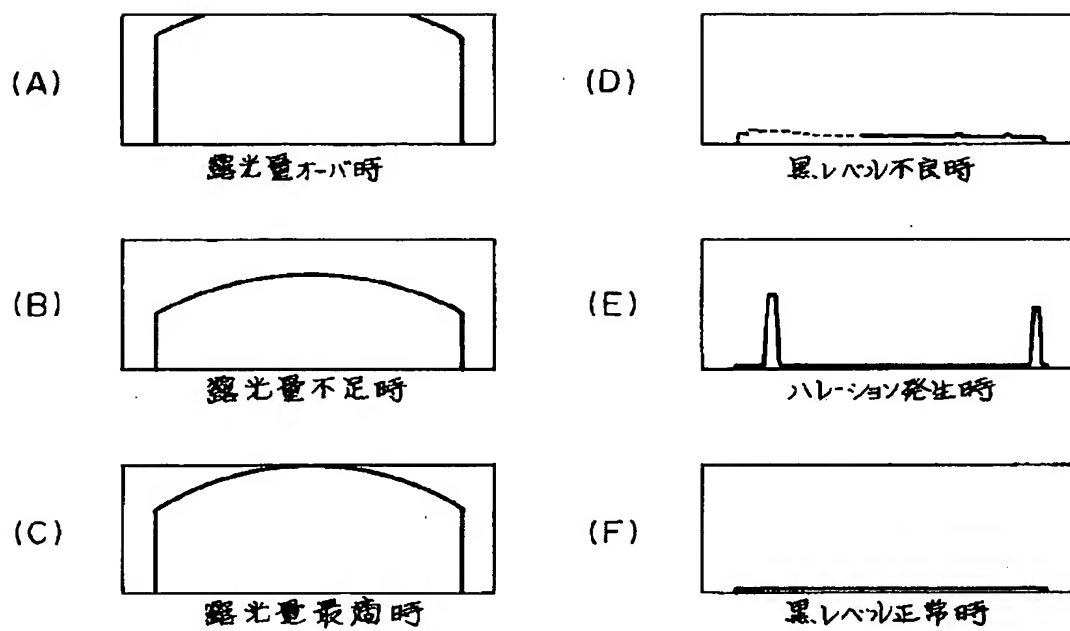 (A)
露光量オーバ時
(B)
露光量不足時
(C)
露光量最適時
(D)
黒レベル不良時
(E)
ハレーション発生時
(F)
黒レベル正常時